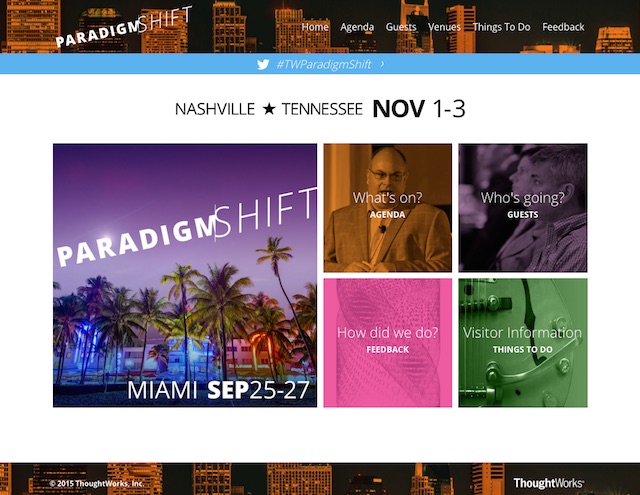 PARADIGMSHIFT
Home Agenda Guests Venues Things To Do Feedback
#TWParadigmShift ›
NASHVILLE ★ TENNESSEE NOV 1-3
PARADIGMSHIFT
MIAMI SEP25-27
What's on?
AGENDA
Who's going?
GUESTS
How did we do?
FEEDBACK
Visitor Information
THINGS TO DO
© 2015 ThoughtWorks, Inc.
ThoughtWorks®